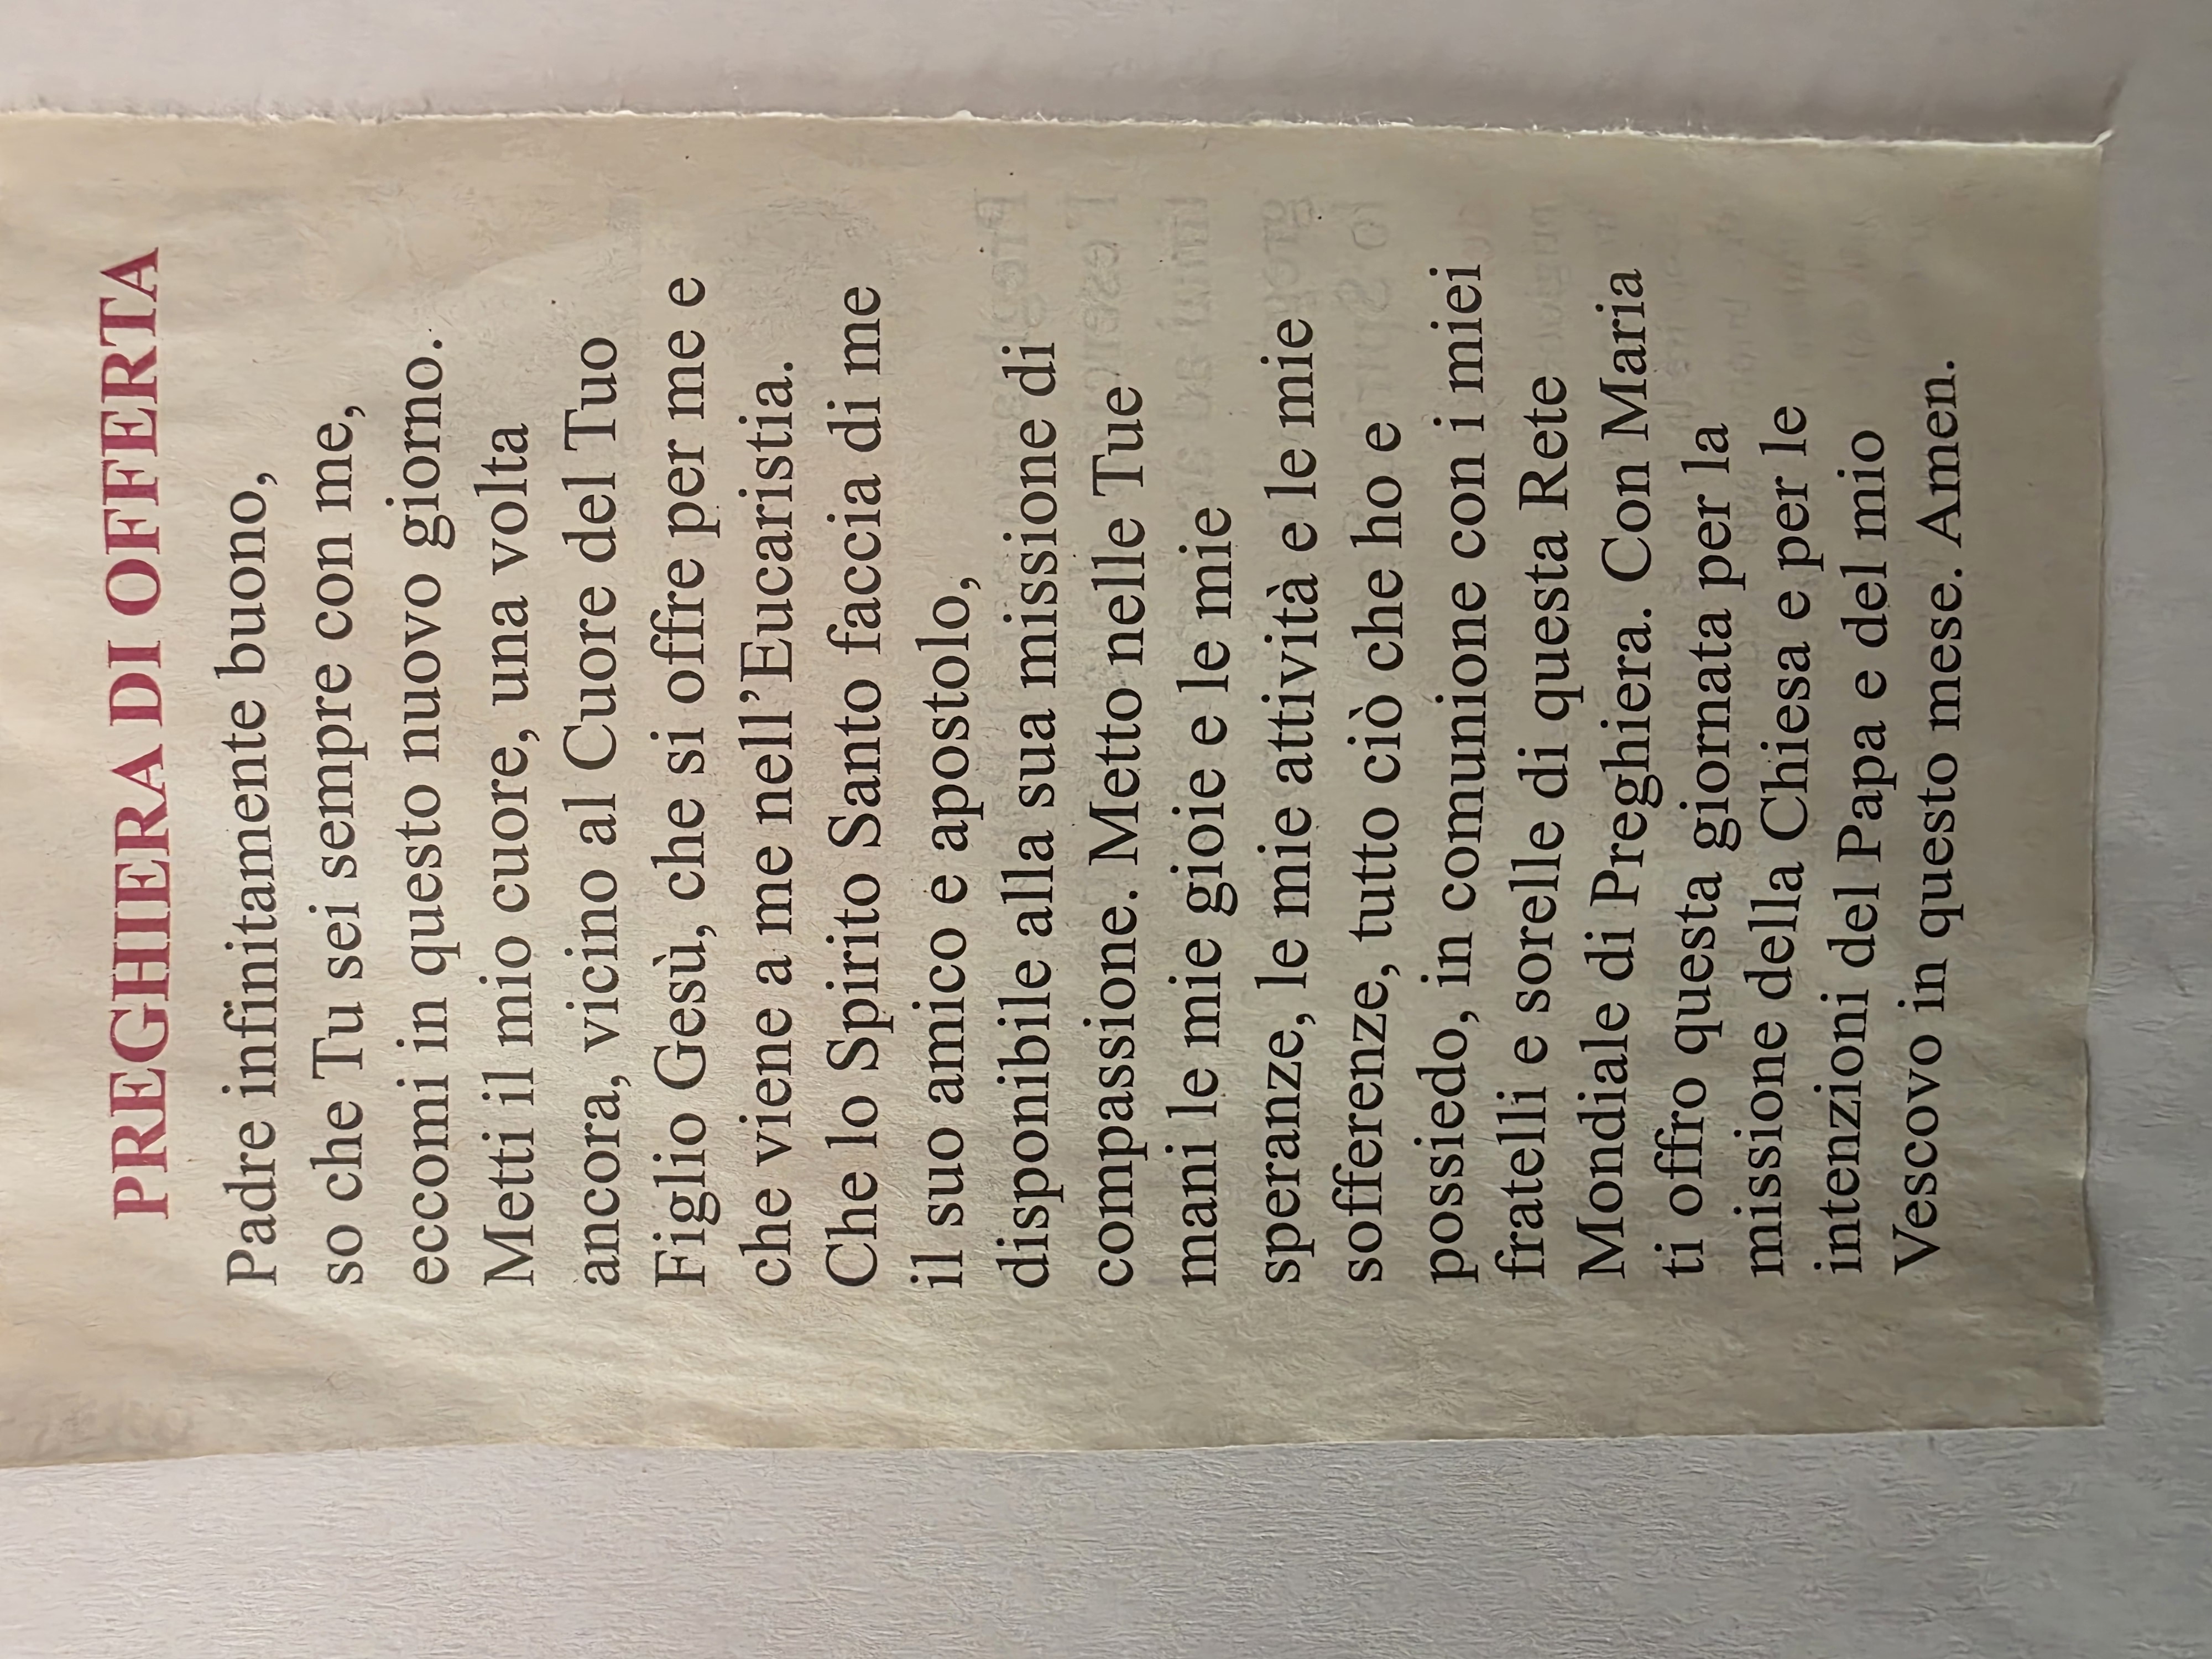 PREGHIERA DI OFFERTA
Padre infinitamente buono,
so che Tu sei sempre con me,
eccomi in questo nuovo giorno.
Metti il mio cuore, una volta
ancora, vicino al Cuore del Tuo
Figlio Gesù, che si offre per me e
che viene a me nell’Eucaristia.
Che lo Spirito Santo faccia di me
il suo amico e apostolo,
disponibile alla sua missione di
compassione. Metto nelle Tue
mani le mie gioie e le mie
speranze, le mie attività e le mie
sofferenze, tutto ciò che ho e
possiedo, in comunione con i miei
fratelli e sorelle di questa Rete
Mondiale di Preghiera. Con Maria
ti offro questa giornata per la
missione della Chiesa e per le
intenzioni del Papa e del mio
Vescovo in questo mese. Amen.